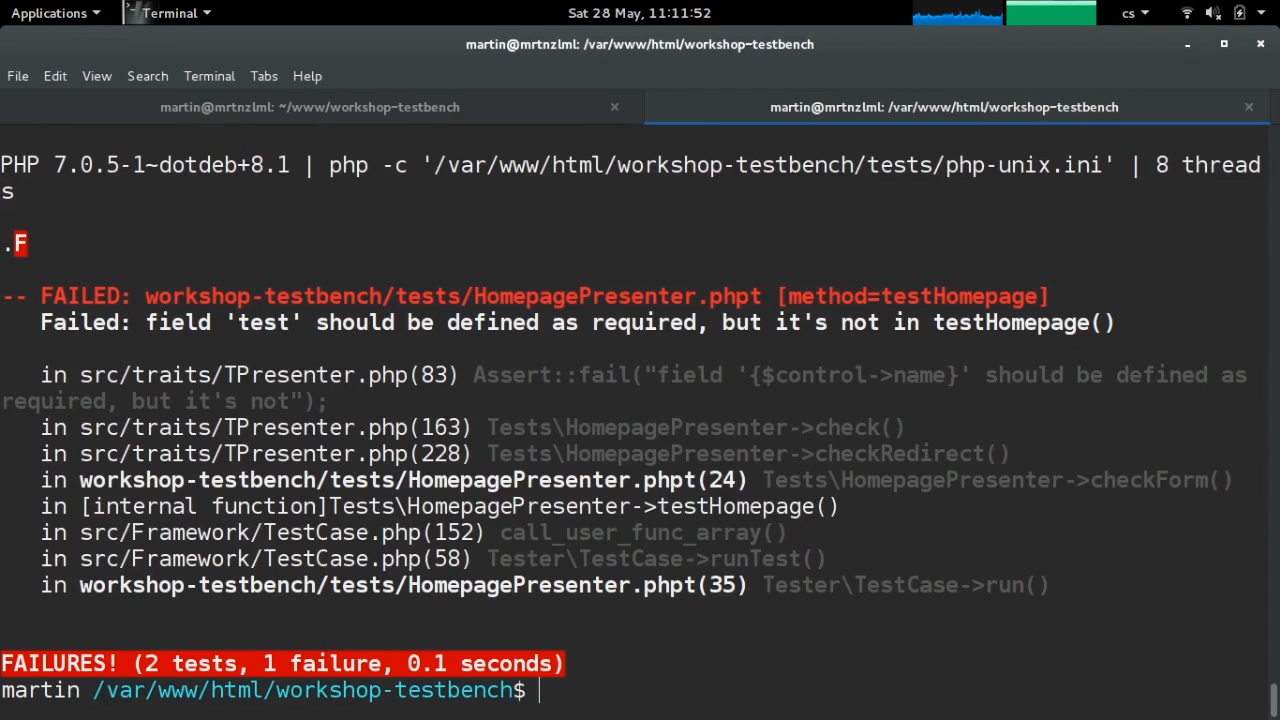 Applications Terminal Sat 28 May, 11:11:52 cs
martin@mrtnzlml: /var/www/html/workshop-testbench
File Edit View Search Terminal Tabs Help
martin@mrtnzlml: ~/www/workshop-testbench martin@mrtnzlml: /var/www/html/workshop-testbench
PHP 7.0.5-1~dotdeb+8.1 | php -c '/var/www/html/workshop-testbench/tests/php-unix.ini' | 8 thread
s
.F
-- FAILED: workshop-testbench/tests/HomepagePresenter.phpt [method=testHomepage]
Failed: field 'test' should be defined as required, but it's not in testHomepage()
in src/traits/TPresenter.php(83) Assert::fail("field '{$control->name}' should be defined as
required, but it's not");
in src/traits/TPresenter.php(163) Tests\HomepagePresenter->check()
in src/traits/TPresenter.php(228) Tests\HomepagePresenter->checkRedirect()
in workshop-testbench/tests/HomepagePresenter.phpt(24) Tests\HomepagePresenter->checkForm()
in [internal function]Tests\HomepagePresenter->testHomepage()
in src/Framework/TestCase.php(152) call_user_func_array()
in src/Framework/TestCase.php(58) Tester\TestCase->runTest()
in workshop-testbench/tests/HomepagePresenter.phpt(35) Tester\TestCase->run()
FAILURES! (2 tests, 1 failure, 0.1 seconds)
martin /var/www/html/workshop-testbench$